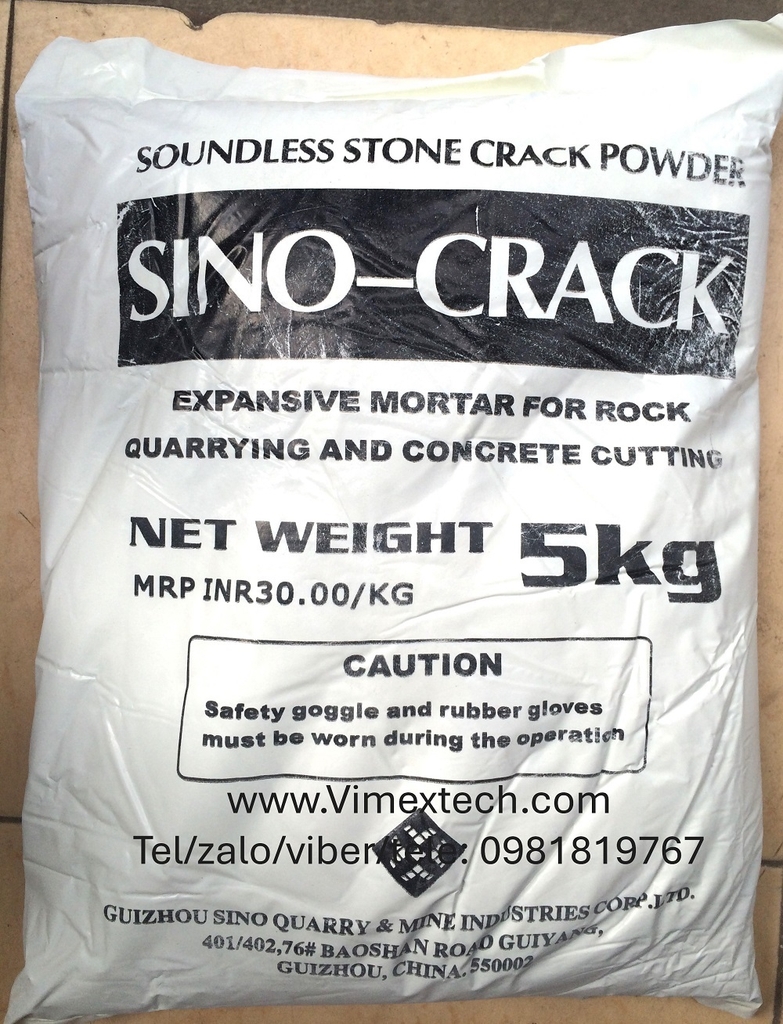 SOUNDLESS STONE CRACK POWDER
SINO-CRACK
EXPANSIVE MORTAR FOR ROCK
QUARRYING AND CONCRETE CUTTING
NET WEIGHT 5kg
MRP INR30.00/KG
CAUTION
Safety goggle and rubber gloves
must be worn during the operation
www.Vimextech.com
Tel/zalo/viber/tele: 0981819767
GUIZHOU SINO QUARRY & MINE INDUSTRIES CORP.LTD.
401/402,76# BAOSHAN ROAD GUIYANG,
GUIZHOU, CHINA. 550002